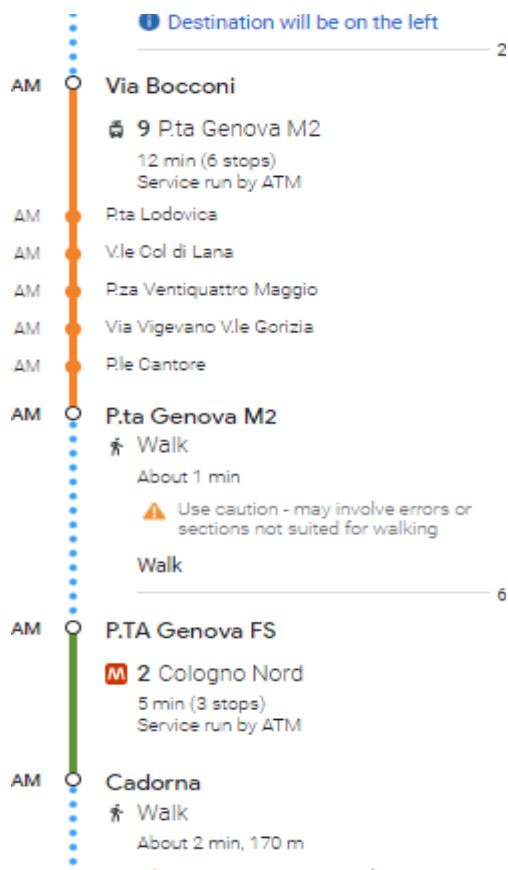 Destination will be on the left
2
AM Via Bocconi
9 P.ta Genova M2
12 min (6 stops)
Service run by ATM
AM P.ta Lodovica
AM V.le Col di Lana
AM P.za Ventiquattro Maggio
AM Via Vigevano V.le Gorizia
AM P.le Cantore
AM P.ta Genova M2
Walk
About 1 min
Use caution - may involve errors or
sections not suited for walking
Walk
6
AM P.TA Genova FS
M 2 Cologno Nord
5 min (3 stops)
Service run by ATM
AM Cadorna
Walk
About 2 min, 170 m